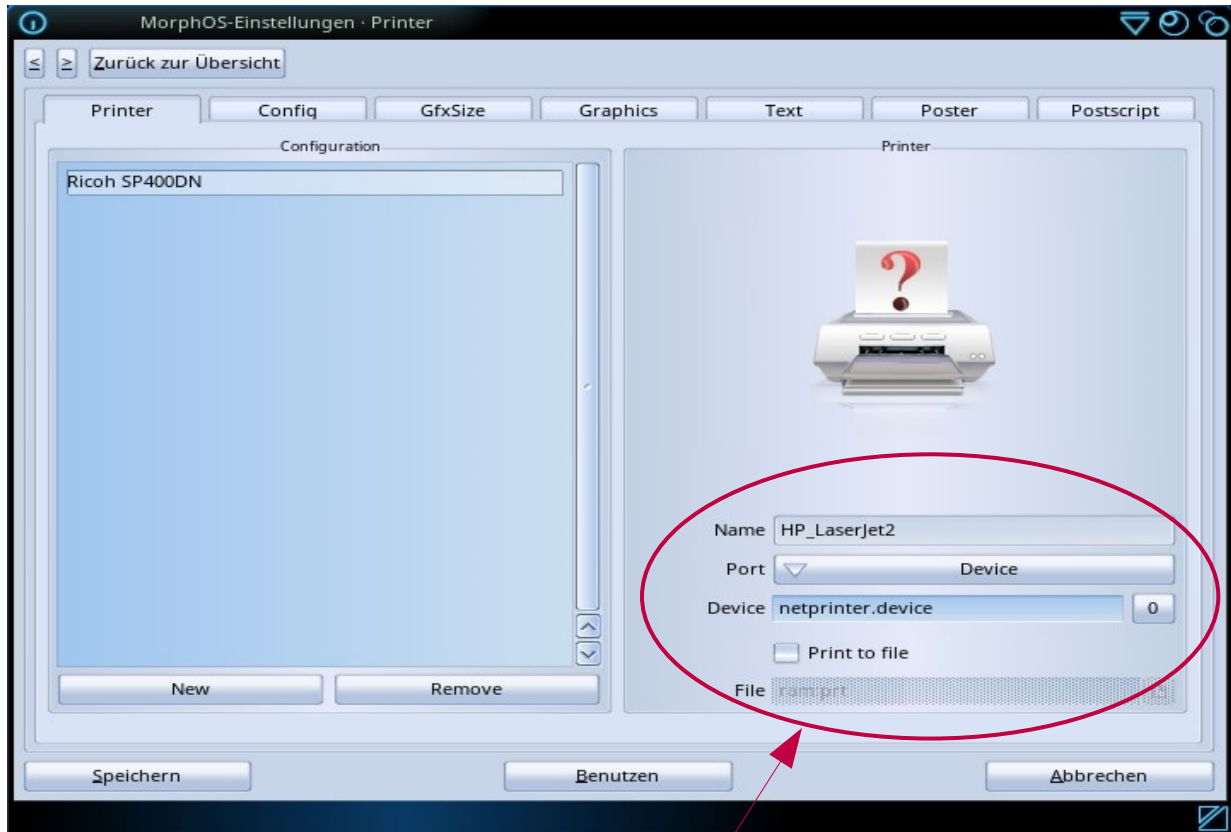 MorphOS-Einstellungen · Printer
≤ ≥ Zurück zur Übersicht
Printer Config GfxSize Graphics Text Poster Postscript
Configuration
Ricoh SP400DN
New Remove
Printer
?
Name HP_LaserJet2
Port Device
Device netprinter.device 0
Print to file
File ram:prt
Speichern Benutzen Abbrechen